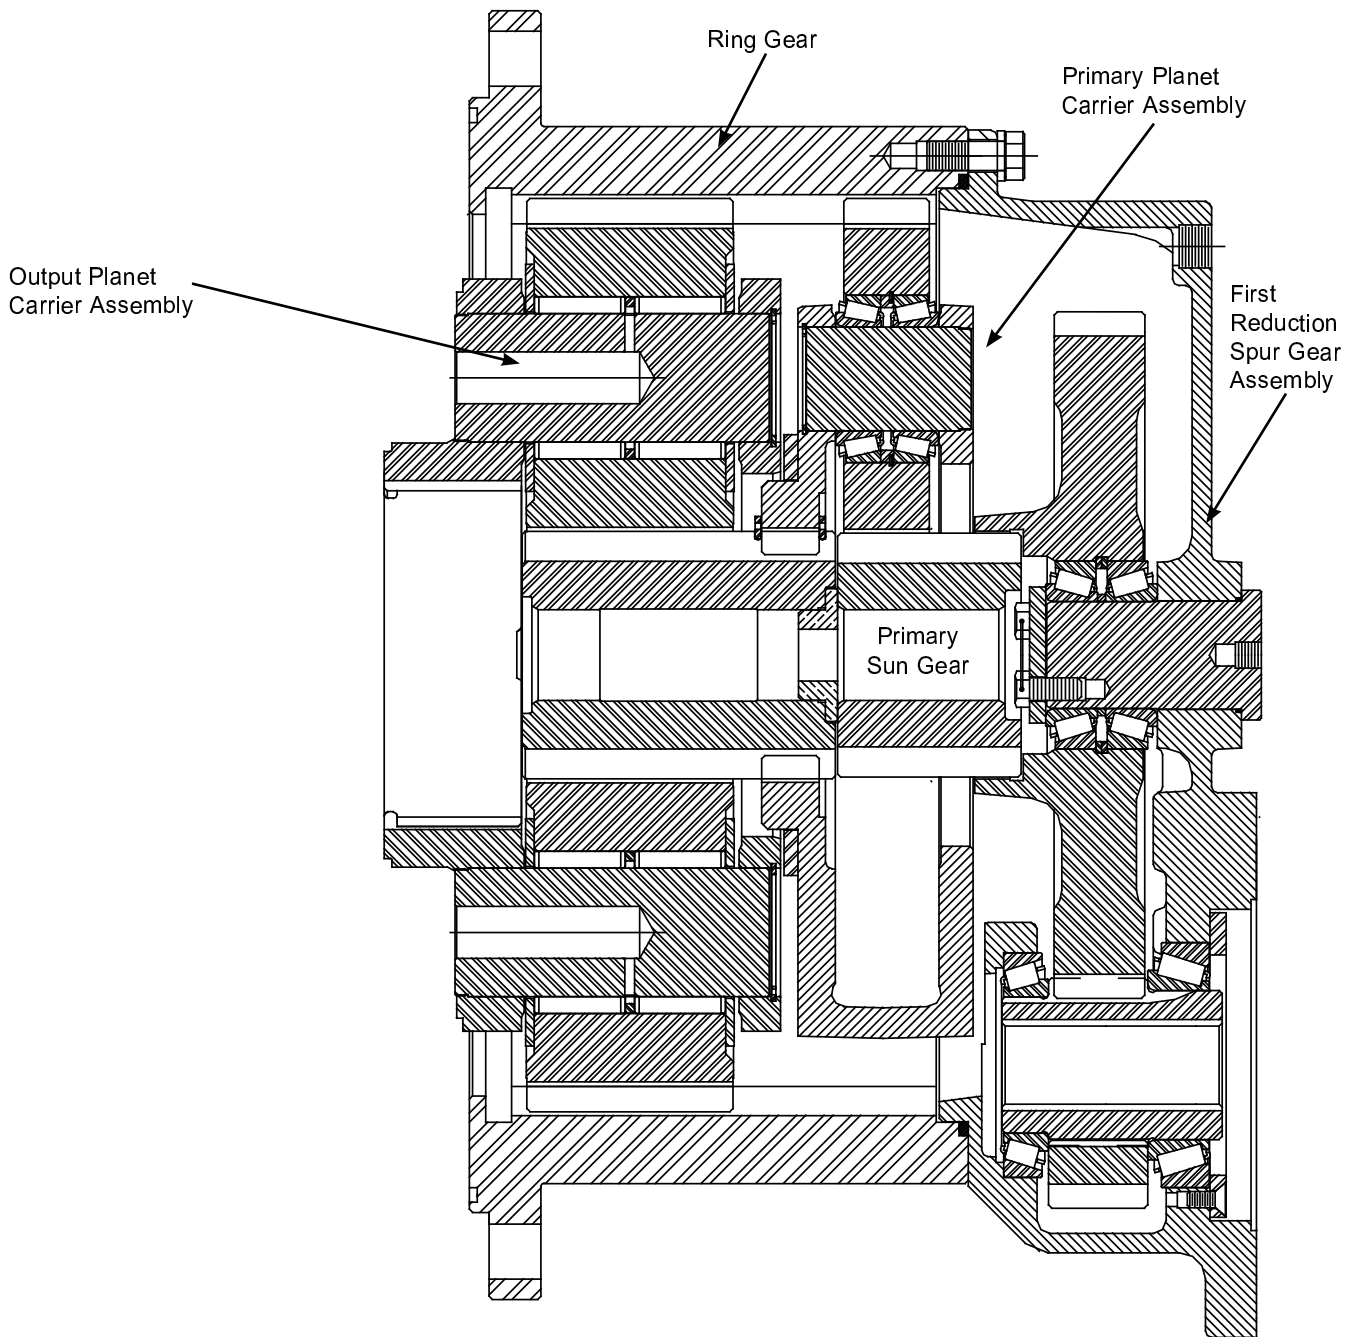 Ring Gear
Primary Planet
Carrier Assembly
Output Planet
Carrier Assembly
First
Reduction
Spur Gear
Assembly
Primary
Sun Gear